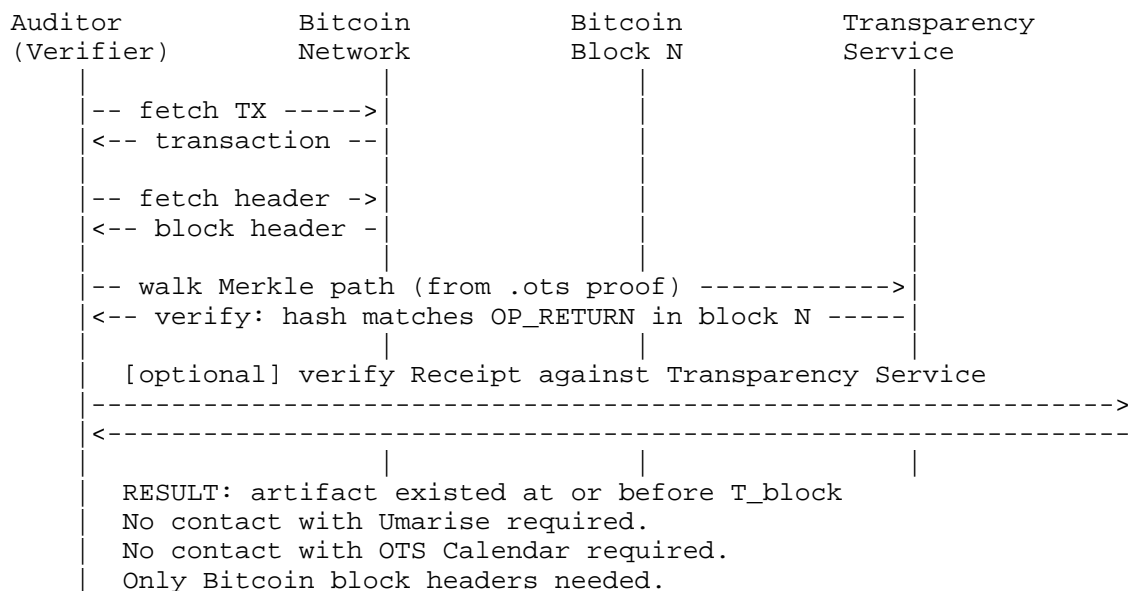 Auditor              Bitcoin          Bitcoin          Transparency
(Verifier)        Network          Block N          Service
    |                  |               |                |
    |-- fetch TX ----->|               |                |
    |<-- transaction --|               |                |
    |                  |               |                |
    |-- fetch header ->|               |                |
    |<-- block header -|               |                |
    |                  |               |                |
    |-- walk Merkle path (from .ots proof) ------------>|
    |<-- verify: hash matches OP_RETURN in block N -----|
    |                  |               |                |
    |  [optional] verify Receipt against Transparency Service
    |---------------------------------------------------------------->
    |<----------------------------------------------------------------
    |                  |               |                |
    |  RESULT: artifact existed at or before T_block
    |  No contact with Umarise required.
    |  No contact with OTS Calendar required.
    |  Only Bitcoin block headers needed.